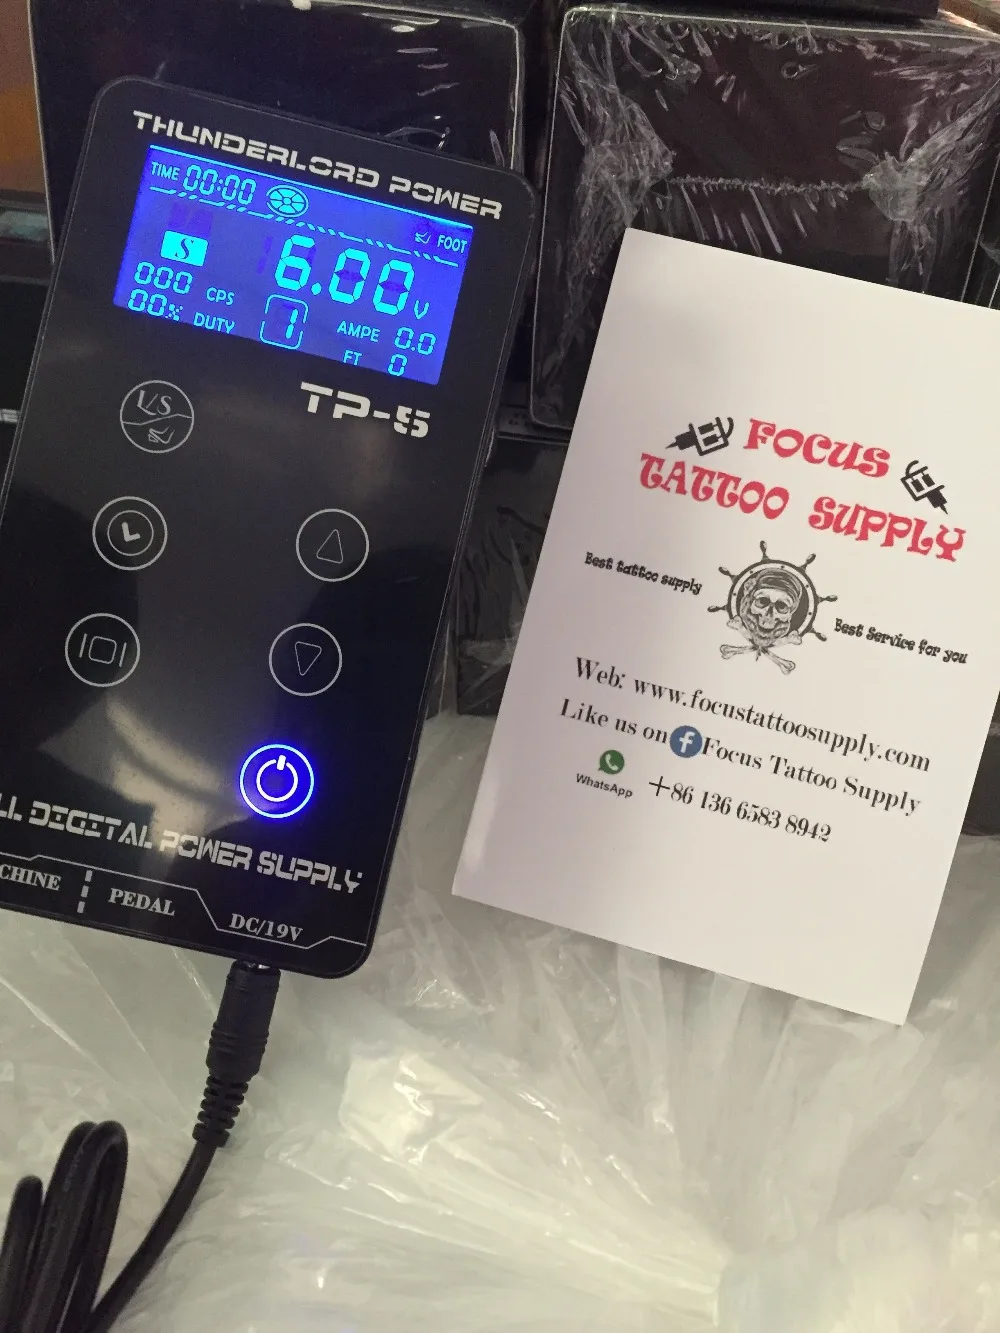 THUNDERLORD POWER
TIME 00:00
FOOT
S
6.00 V
000 CPS
00% DUTY
1
AMPE 0.0
FT 0
TP-5
L/S
LL DIGITAL POWER SUPPLY
CHINE
PEDAL
DC/19V
FOCUS
TATTOO SUPPLY
Best tattoo supply
Best Service for you
Web: www.focustattoosupply.com
Like us on f Focus Tattoo Supply
WhatsApp +86 136 6583 8942